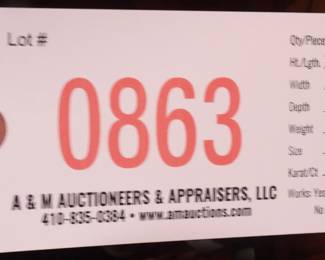 Lot #
0863
A & M AUCTIONEERS & APPRAISERS, LLC
410-835-0384 • www.amauctions.com
Qty/Piece
Ht./Lgth.
Width
Depth
Weight
Size
Karat/Ct
Works: Yes
No